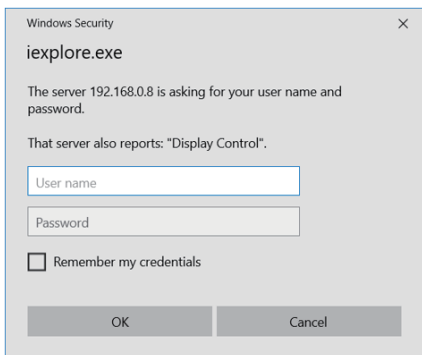 Windows Security
iexplore.exe
The server 192.168.0.8 is asking for your user name and
password.
That server also reports: "Display Control".
User name
Password
Remember my credentials
OK
Cancel